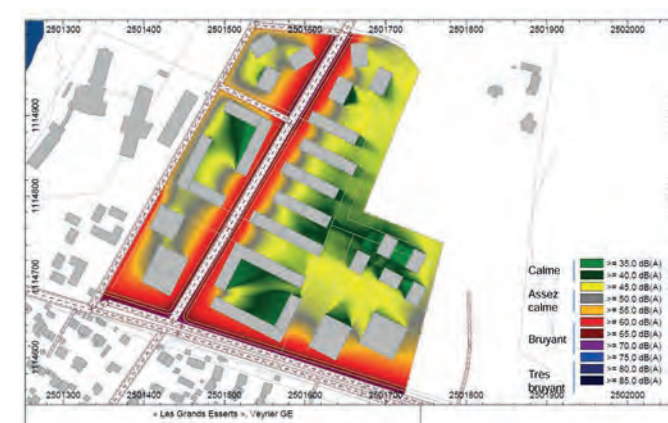 2501300 2501400 2501500 2501600 2501700 2501800 2501900 2502000
1114900
1114800
1114700
1114600
Calme
Assez
calme
Bruyant
Très
bruyant
>= 35.0 dB(A)
>= 40.0 dB(A)
>= 45.0 dB(A)
>= 50.0 dB(A)
>= 55.0 dB(A)
>= 60.0 dB(A)
>= 65.0 dB(A)
>= 70.0 dB(A)
>= 75.0 dB(A)
>= 80.0 dB(A)
>= 85.0 dB(A)
2501300 2501400 2501500 2501600 2501700 2501800 2501900 2502000
« Les Grands Esserts », Veyrier GE